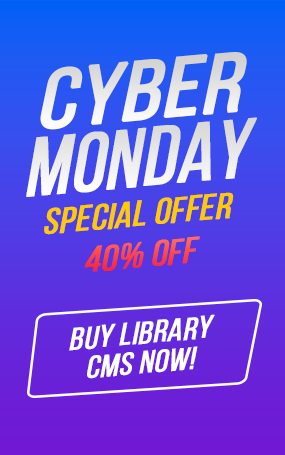 CYBER
MONDAY
SPECIAL OFFER
40% OFF
BUY LIBRARY
CMS NOW!